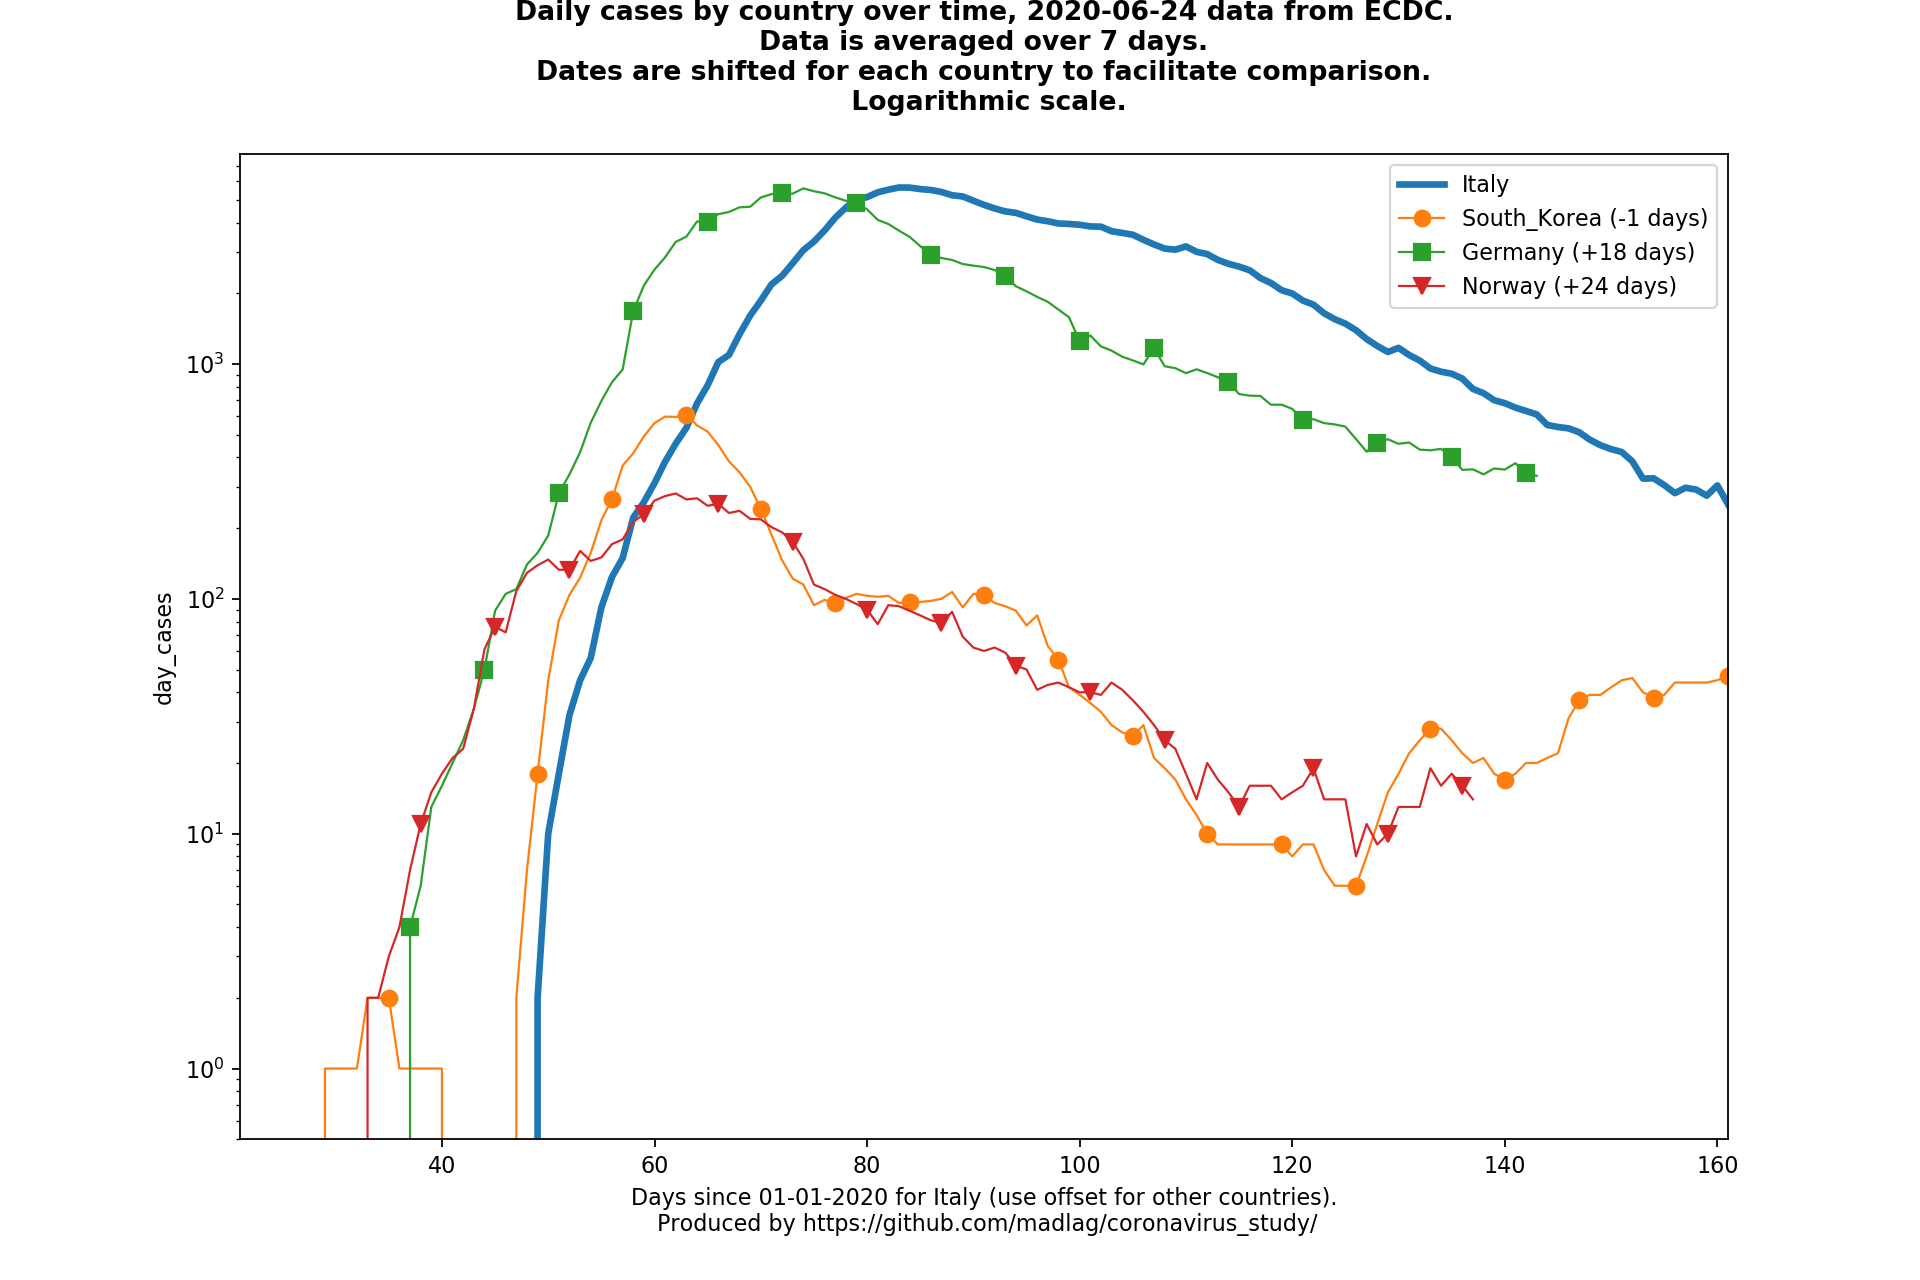 Daily cases by country over time, 2020-06-24 data from ECDC.
Data is averaged over 7 days.
Dates are shifted for each country to facilitate comparison.
Logarithmic scale.
Italy
South_Korea (-1 days)
Germany (+18 days)
Norway (+24 days)
day_cases
10³
10²
10¹
10⁰
40 60 80 100 120 140 160
Days since 01-01-2020 for Italy (use offset for other countries).
Produced by https://github.com/madlag/coronavirus_study/